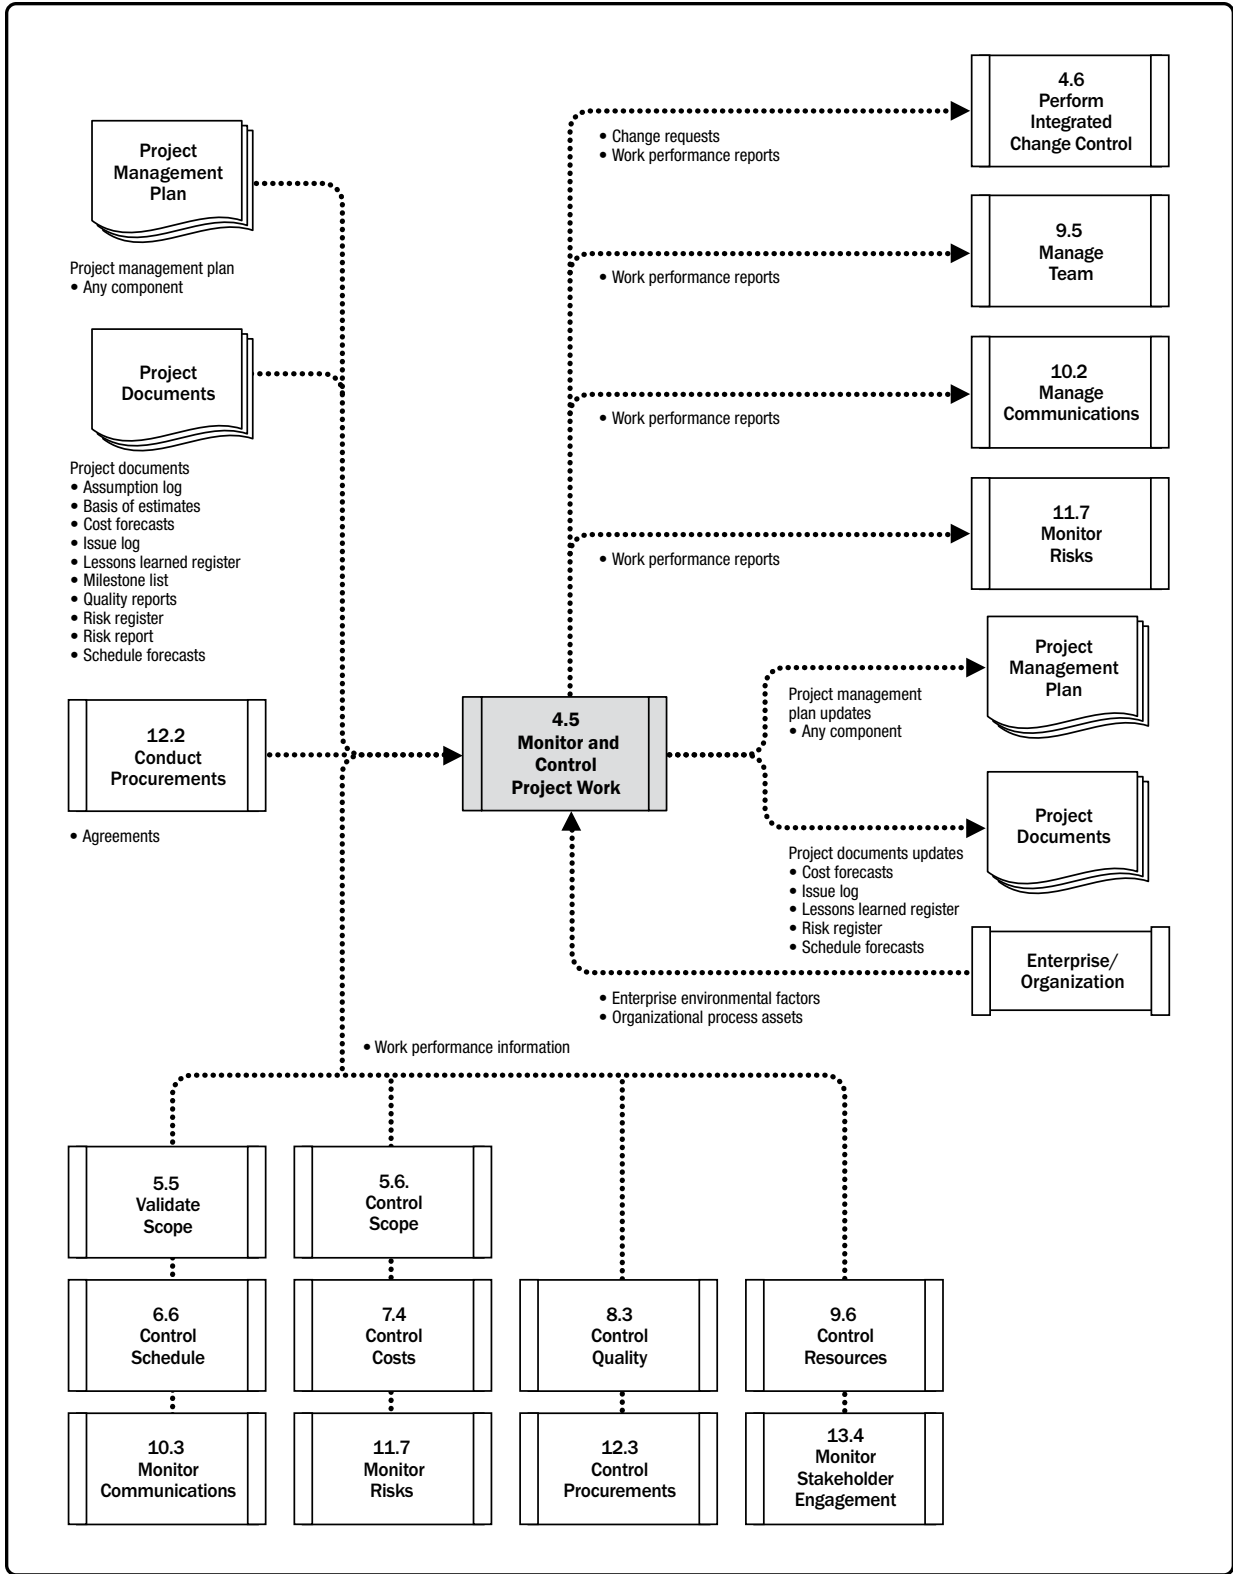 Project
Management
Plan
Project management plan
• Any component
Project
Documents
Project documents
• Assumption log
• Basis of estimates
• Cost forecasts
• Issue log
• Lessons learned register
• Milestone list
• Quality reports
• Risk register
• Risk report
• Schedule forecasts
12.2
Conduct
Procurements
• Agreements
4.5
Monitor and
Control
Project Work
• Change requests
• Work performance reports
4.6
Perform
Integrated
Change Control
• Work performance reports
9.5
Manage
Team
• Work performance reports
10.2
Manage
Communications
• Work performance reports
11.7
Monitor
Risks
Project management
plan updates
• Any component
Project
Management
Plan
Project documents updates
• Cost forecasts
• Issue log
• Lessons learned register
• Risk register
• Schedule forecasts
Project
Documents
• Enterprise environmental factors
• Organizational process assets
Enterprise/
Organization
• Work performance information
5.5
Validate
Scope
5.6.
Control
Scope
6.6
Control
Schedule
7.4
Control
Costs
8.3
Control
Quality
9.6
Control
Resources
10.3
Monitor
Communications
11.7
Monitor
Risks
12.3
Control
Procurements
13.4
Monitor
Stakeholder
Engagement